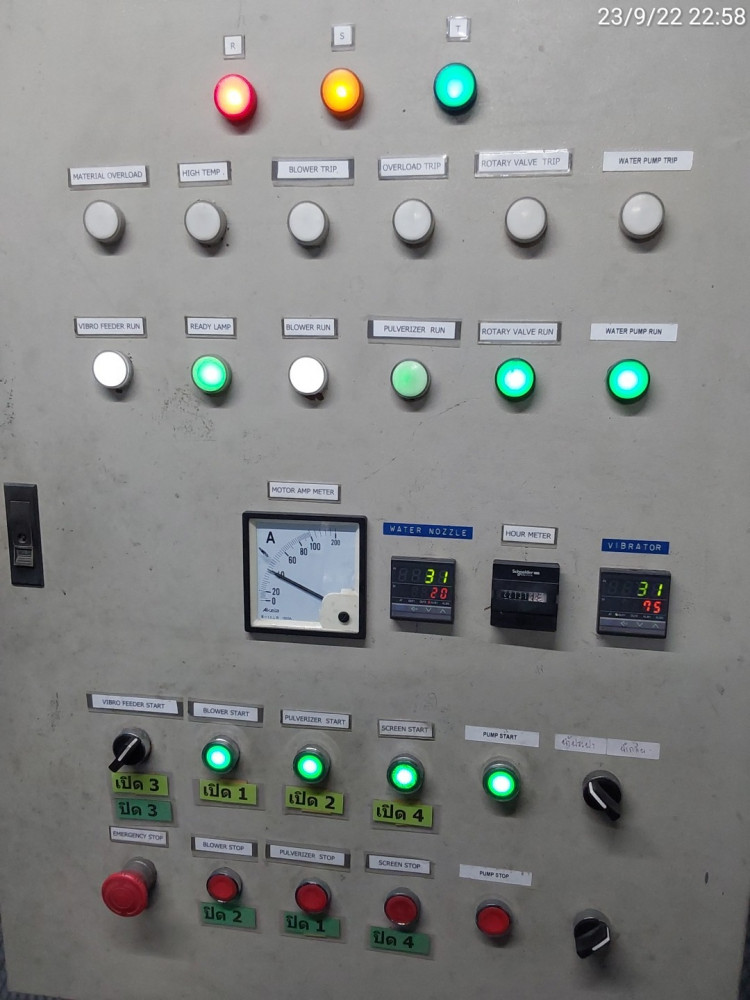 23/9/22 22:58
R
S
T
MATERIAL OVERLOAD
HIGH TEMP .
BLOWER TRIP
OVERLOAD TRIP
ROTARY VALVE TRIP
WATER PUMP TRIP
VIBRO FEEDER RUN
READY LAMP
BLOWER RUN
PULVERIZER RUN
ROTARY VALVE RUN
WATER PUMP RUN
MOTOR AMP METER
WATER NOZZLE
HOUR METER
VIBRATOR
A
200
100
80
60
20
0
31
20
Schneider
31
75
VIBRO FEEDER START
BLOWER START
PULVERIZER START
SCREEN START
PUMP START
เปิด 3
เปิด 1
เปิด 2
เปิด 4
ปิด 3
EMERGENCY STOP
BLOWER STOP
PULVERIZER STOP
SCREEN STOP
PUMP STOP
ปิด 2
ปิด 1
ปิด 4